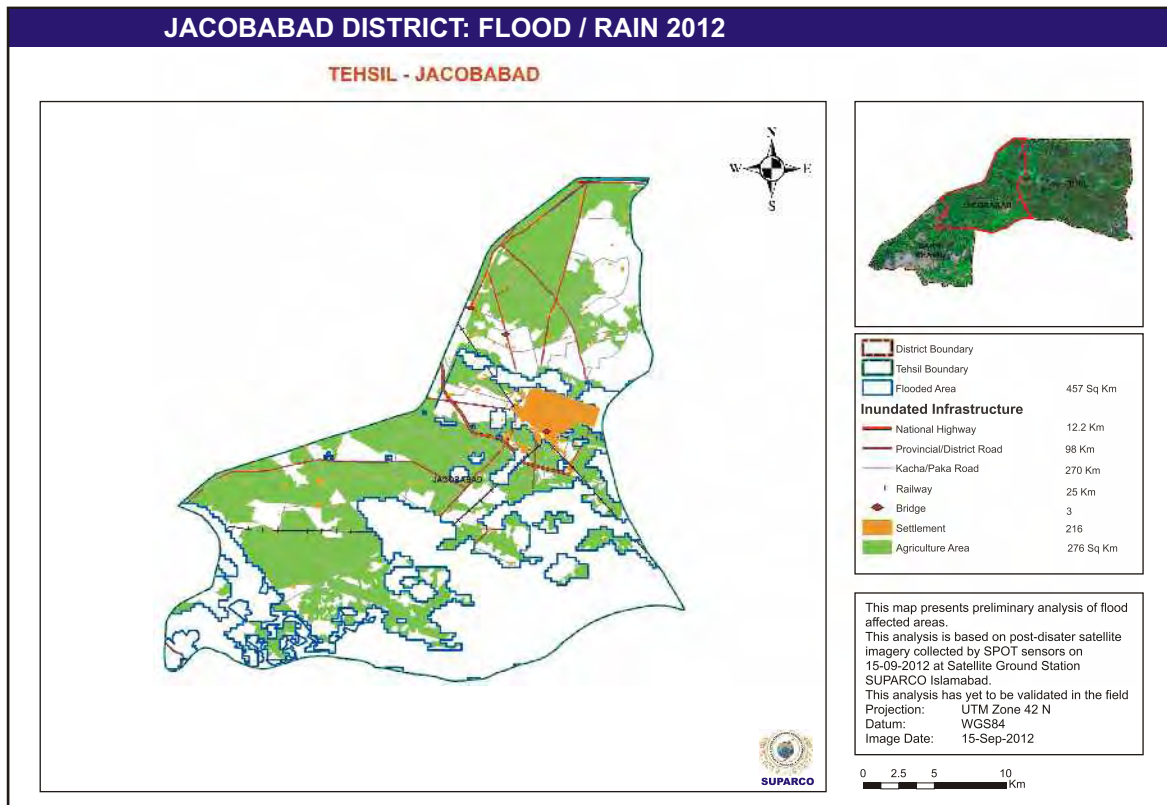 JACOBABAD DISTRICT: FLOOD / RAIN 2012
TEHSIL - JACOBABAD
N
W E
S
JACOBABAD
SUPARCO
JACOBABAD
District Boundary
Tehsil Boundary
Flooded Area 457 Sq Km
Inundated Infrastructure
National Highway 12.2 Km
Provincial/District Road 98 Km
Kacha/Paka Road 270 Km
Railway 25 Km
Bridge 3
Settlement 216
Agriculture Area 276 Sq Km
This map presents preliminary analysis of flood
affected areas.
This analysis is based on post-disater satellite
imagery collected by SPOT sensors on
15-09-2012 at Satellite Ground Station
SUPARCO Islamabad.
This analysis has yet to be validated in the field
Projection: UTM Zone 42 N
Datum: WGS84
Image Date: 15-Sep-2012
0 2.5 5 10
Km